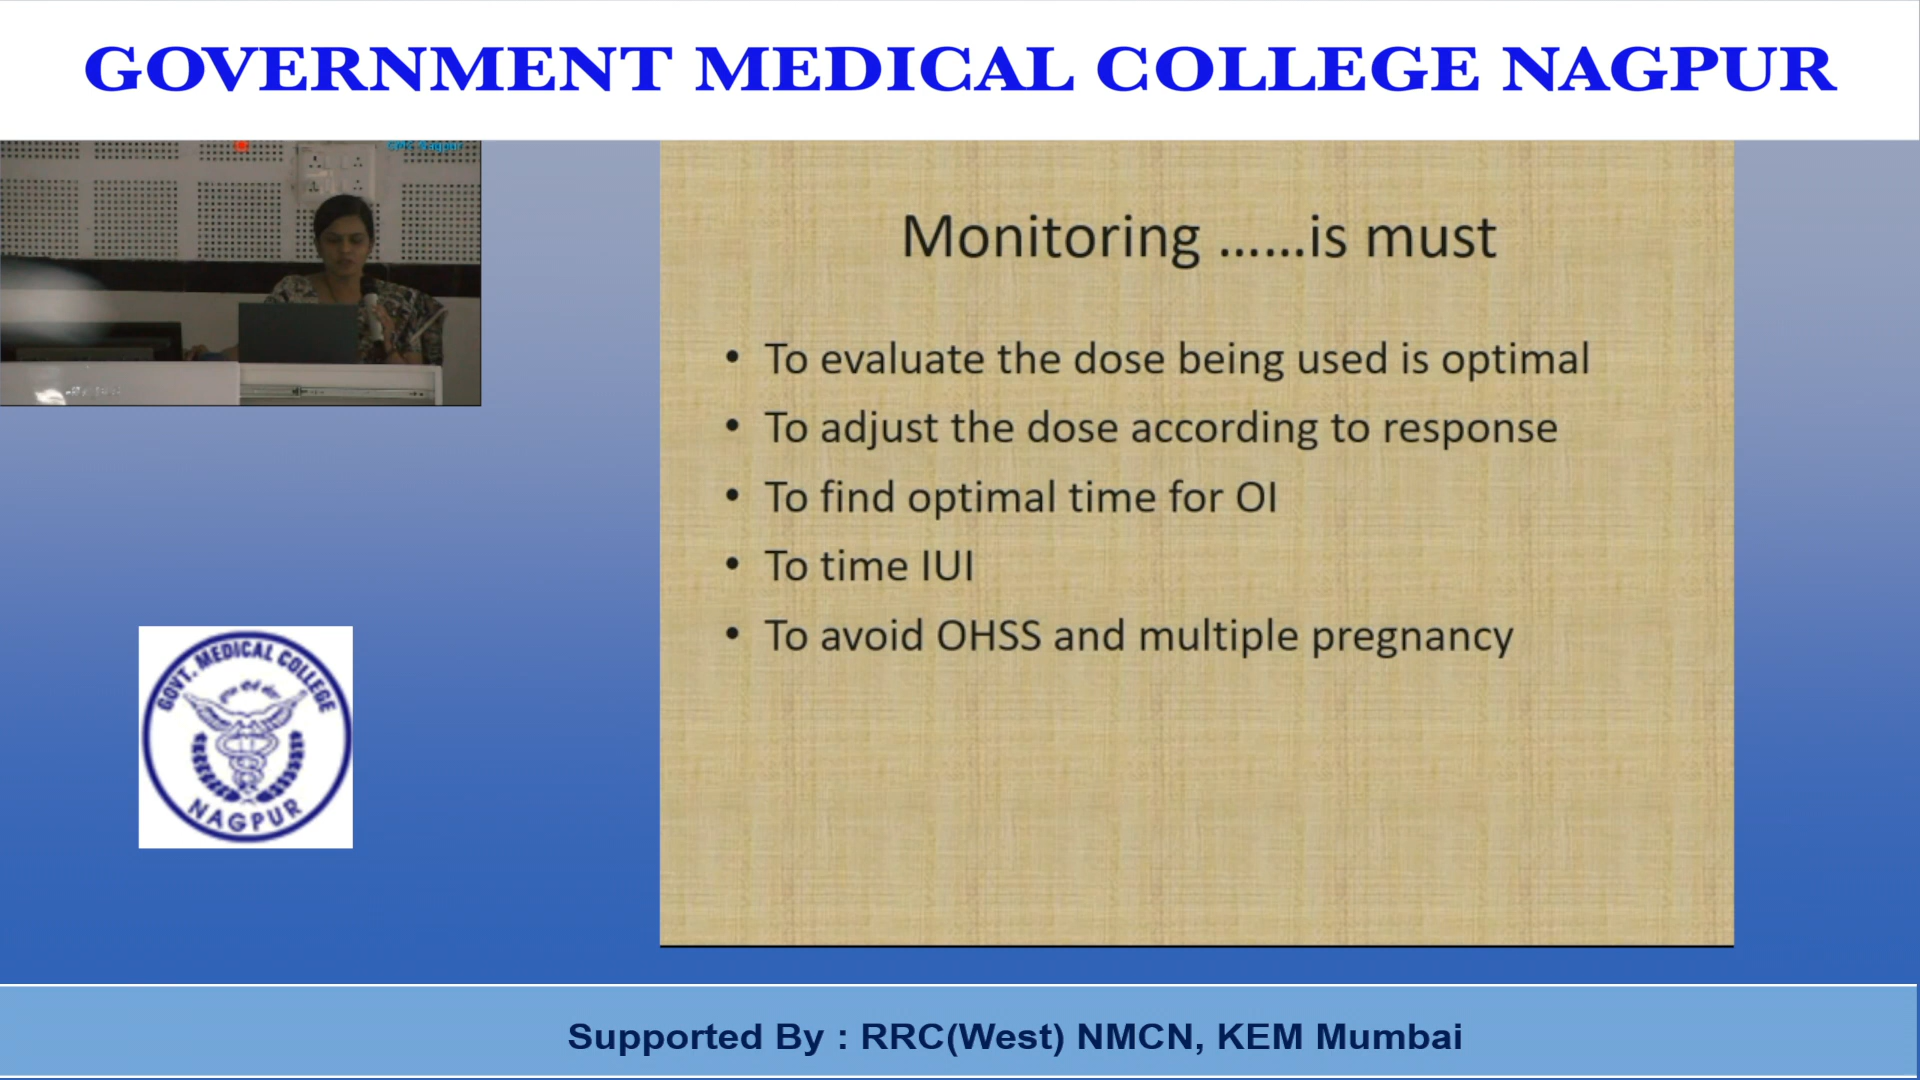 GOVERNMENT MEDICAL COLLEGE NAGPUR
GMC Nagpur
Monitoring ......is must
• To evaluate the dose being used is optimal
• To adjust the dose according to response
• To find optimal time for OI
• To time IUI
• To avoid OHSS and multiple pregnancy
GOVT. MEDICAL COLLEGE
NAGPUR
Supported By : RRC(West) NMCN, KEM Mumbai